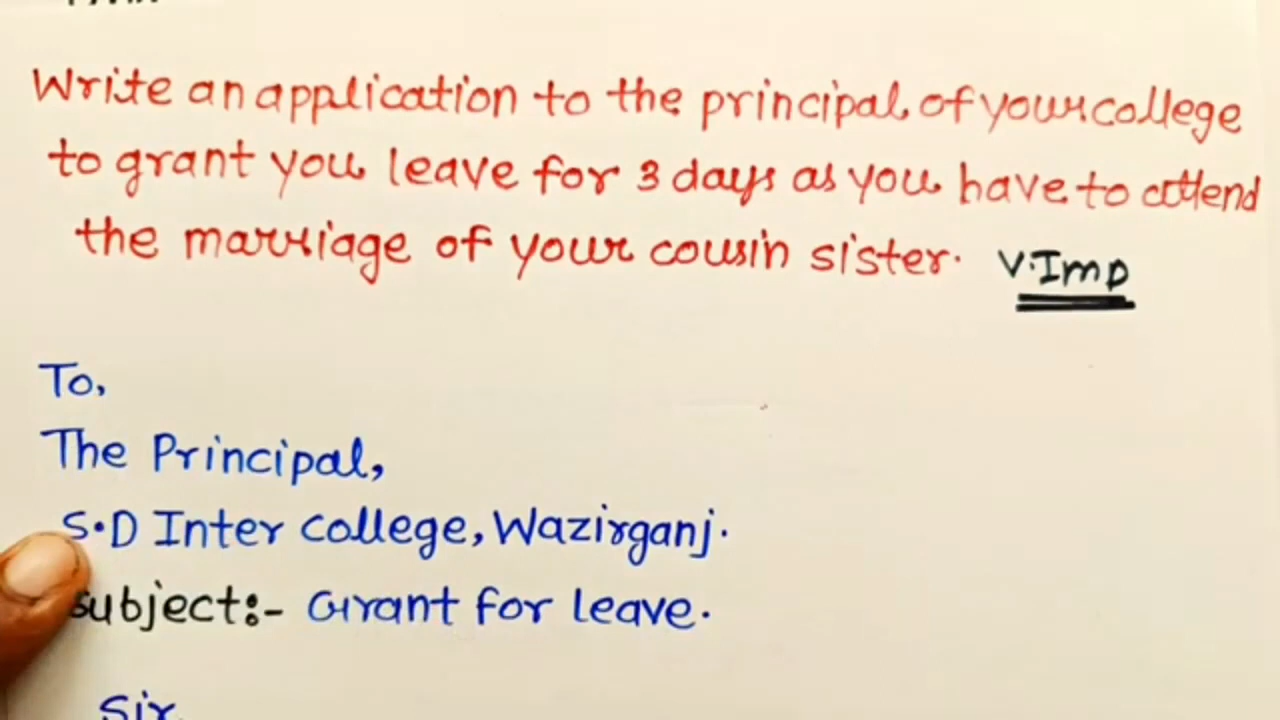 Write an application to the principal of your college
to grant you leave for 3 days as you have to attend
the marriage of your cousin sister.
V.Imp
To,
The Principal,
S.D Inter college, Wazirganj.
Subject:- Grant for leave.
Sir